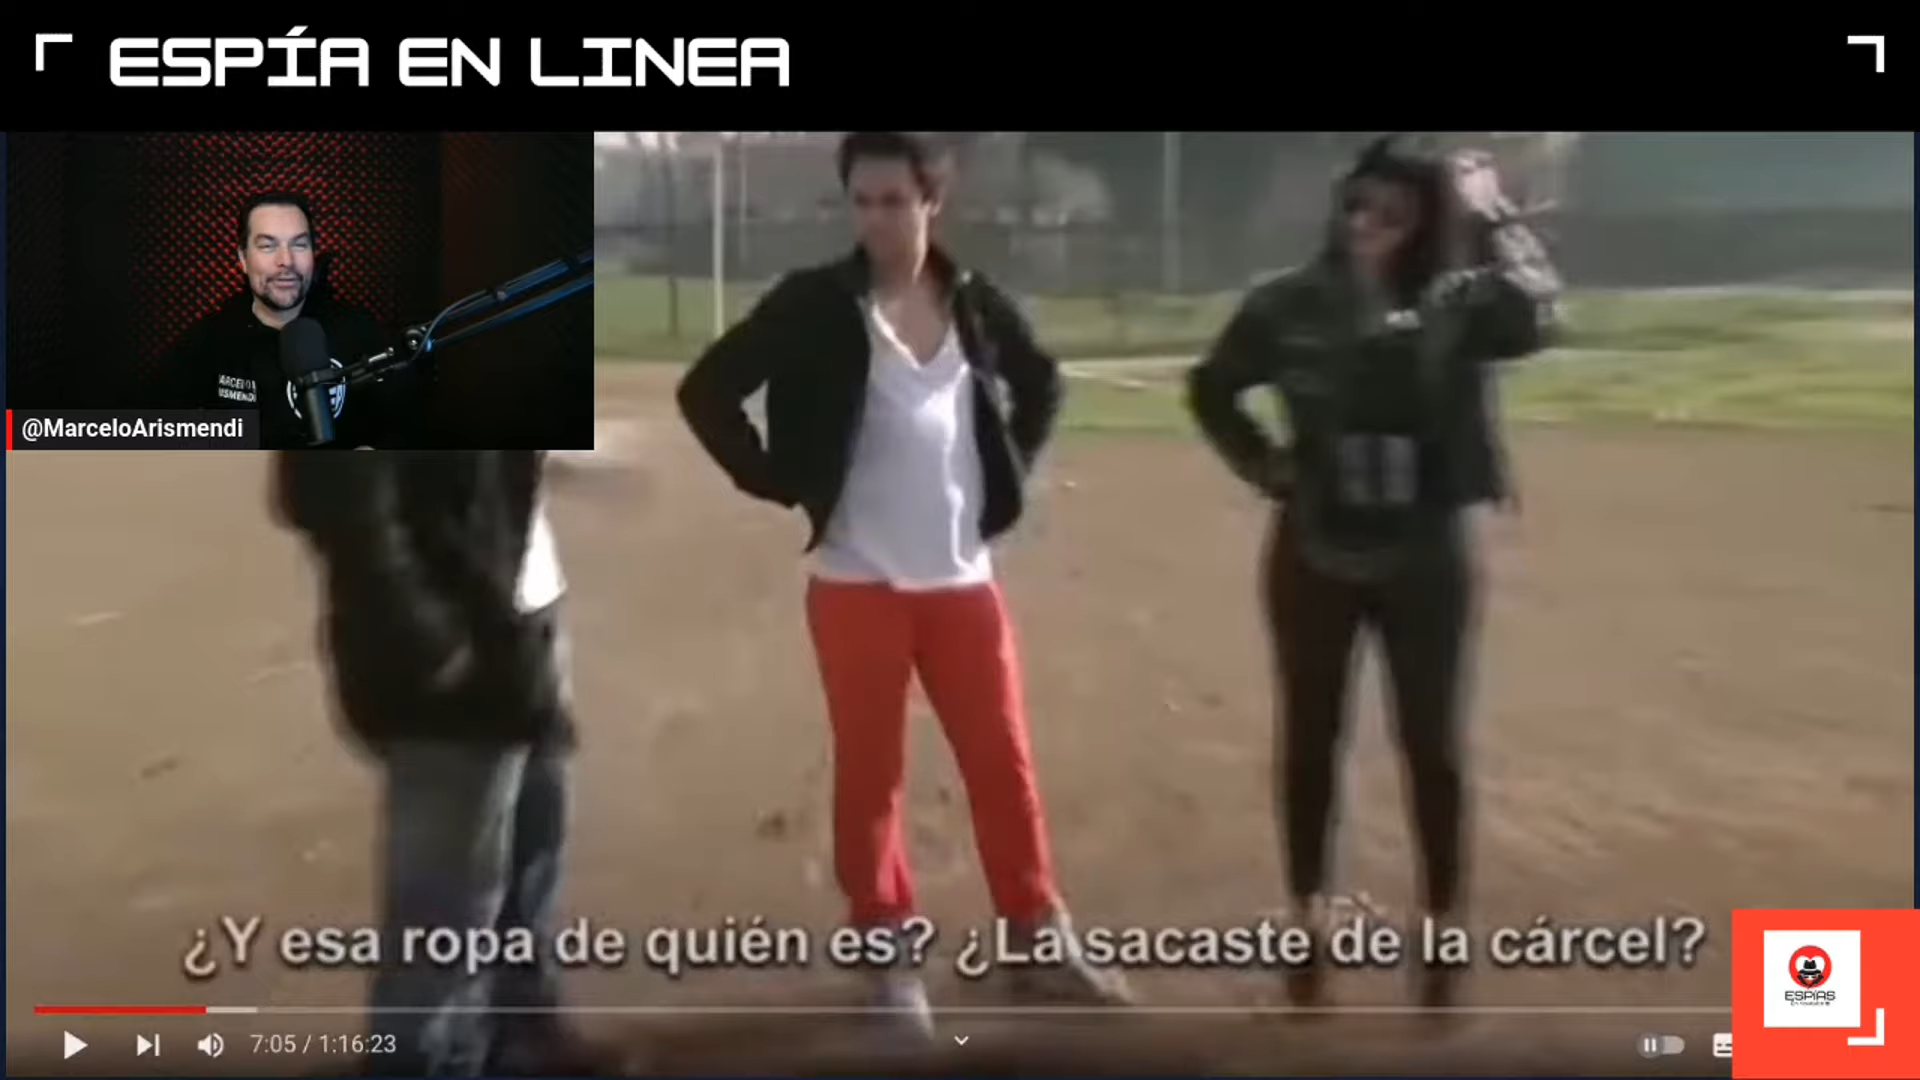 ESPÍA EN LINEA
@MarceloArismendi
¿Y esa ropa de quién es? ¿La sacaste de la cárcel?
7:05 / 1:16:23
ESPÍAS